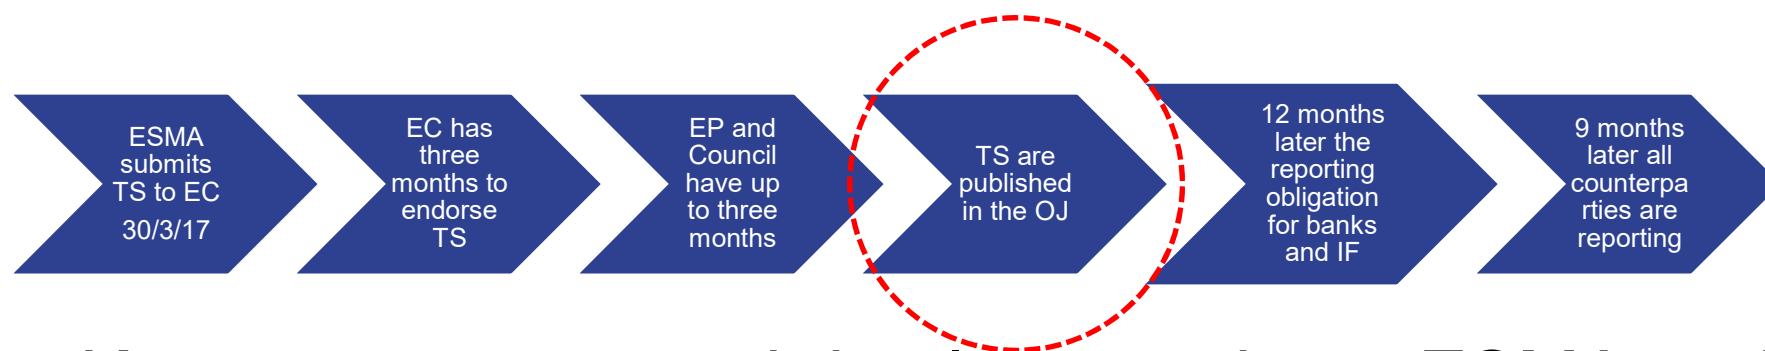 ESMA
submits
TS to EC
30/3/17
EC has
three
months to
endorse
TS
EP and
Council
have up
to three
months
TS are
published
in the OJ
12 months
later the
reporting
obligation
for banks
and IF
9 months
later all
counterpa
rties are
reporting